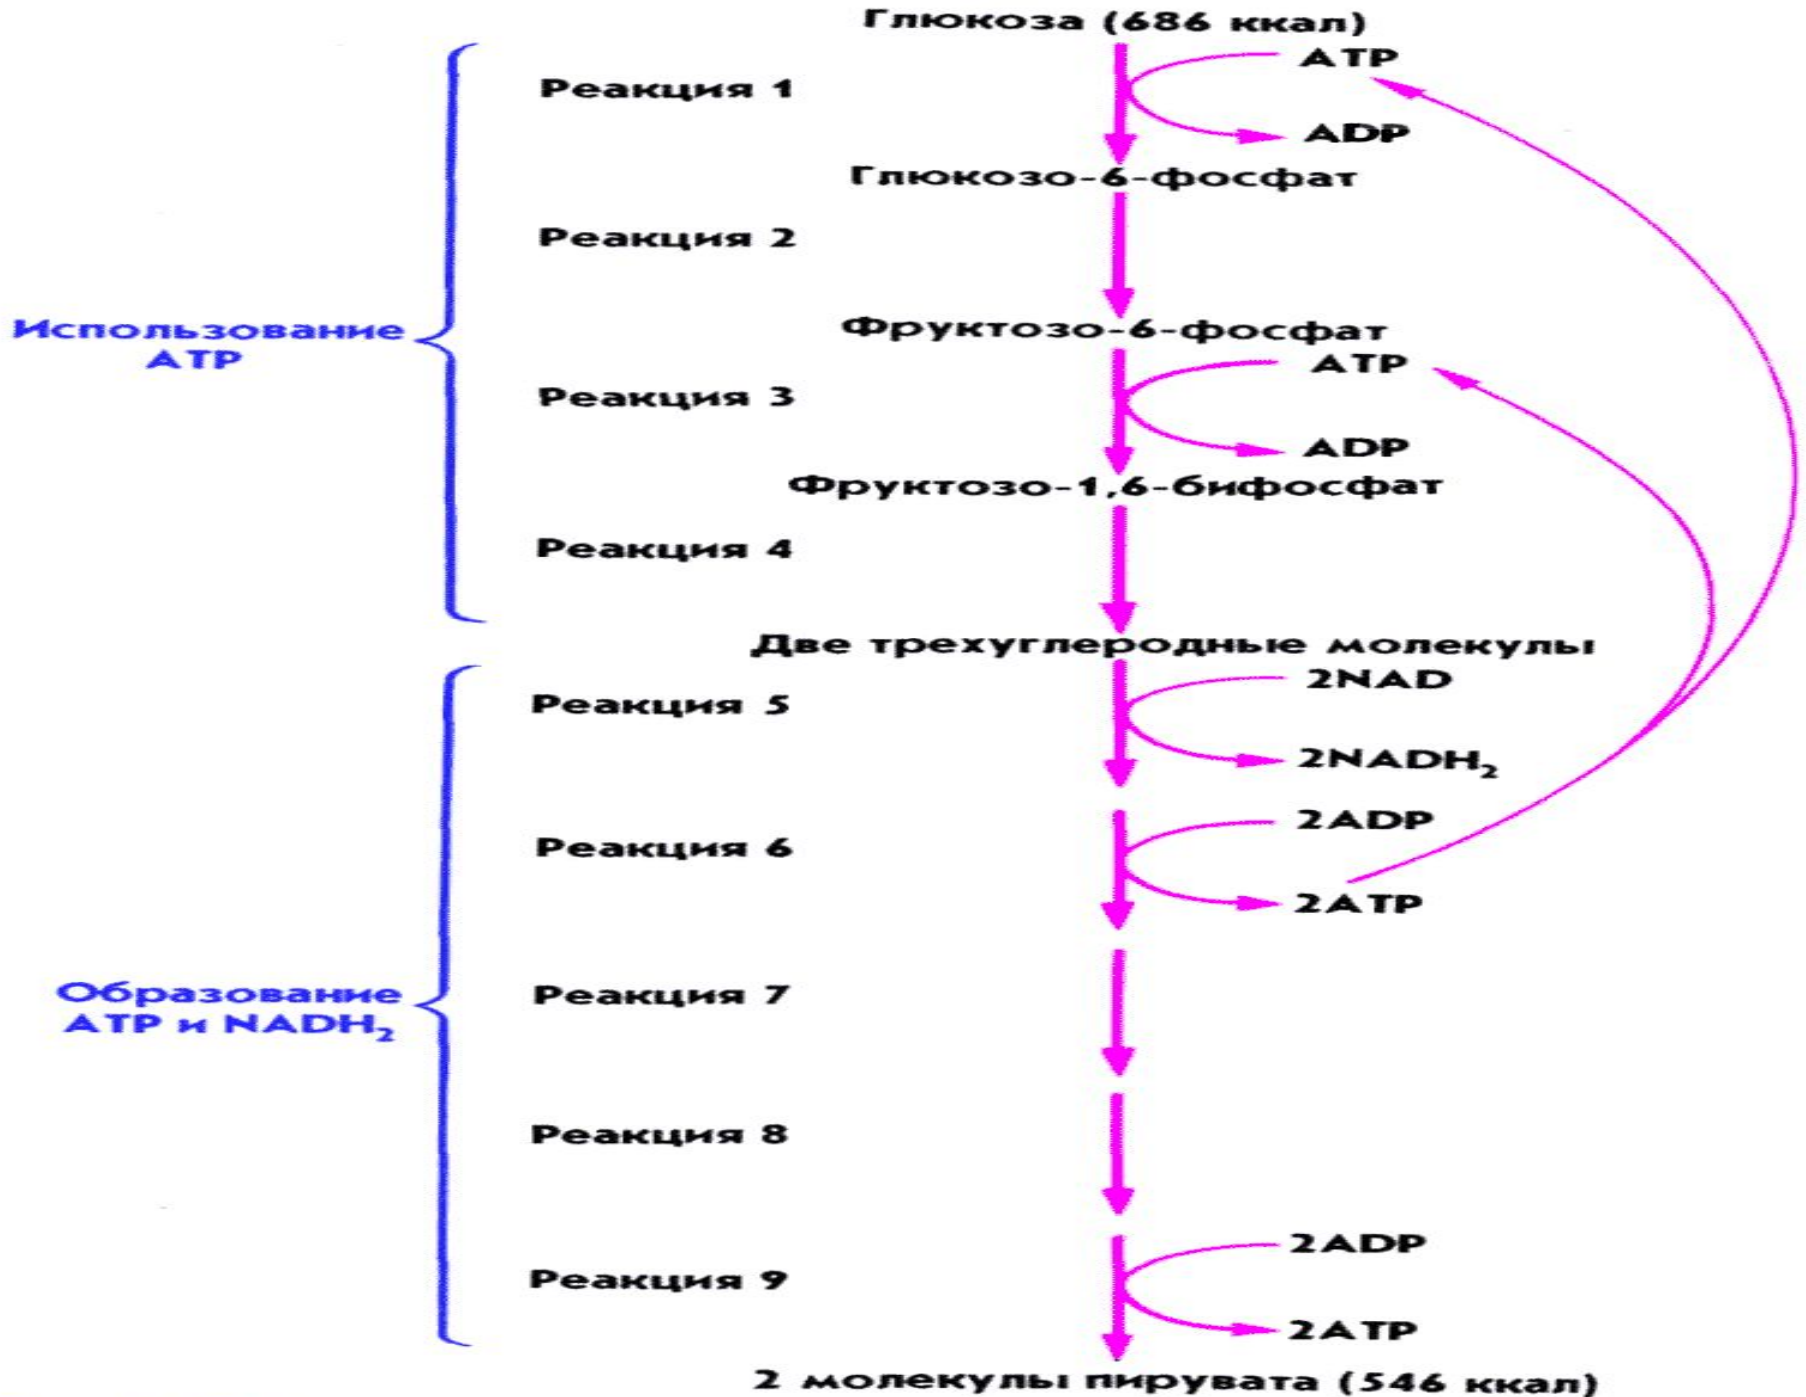 Глюкоза (686 ккал)
ATP
Реакция 1
ADP
Глюкозо-6-фосфат
Реакция 2
Использование
ATP
Фруктозо-6-фосфат
ATP
Реакция 3
ADP
Фруктозо-1,6-бифосфат
Реакция 4
Две трехуглеродные молекулы
2NAD
Реакция 5
2NADH₂
2ADP
Реакция 6
2ATP
Образование
ATP и NADH₂
Реакция 7
Реакция 8
2ADP
Реакция 9
2ATP
2 молекулы пирувата (546 ккал)